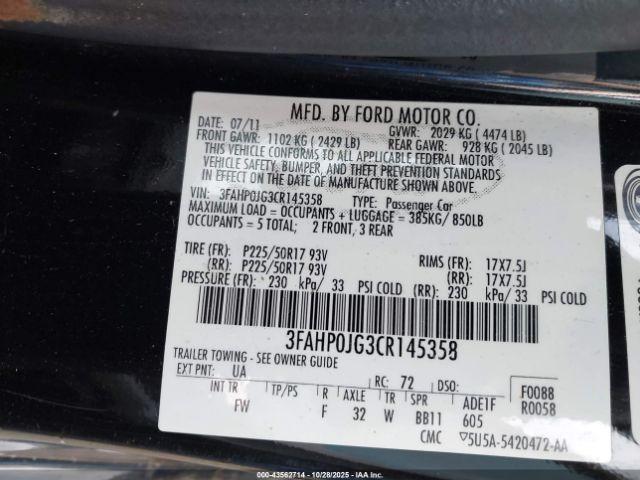 MFD. BY FORD MOTOR CO.
DATE: 07/11 GVWR: 2029 KG ( 4474 LB)
FRONT GAWR: 1102 KG ( 2429 LB) REAR GAWR: 928 KG ( 2045 LB)
THIS VEHICLE CONFORMS TO ALL APPLICABLE FEDERAL MOTOR
VEHICLE SAFETY, BUMPER, AND THEFT PREVENTION STANDARDS
IN EFFECT ON THE DATE OF MANUFACTURE SHOWN ABOVE.
VIN: 3FAHP0JG3CR145358 TYPE: Passenger Car
MAXIMUM LOAD = OCCUPANTS + LUGGAGE = 385KG/ 850LB
OCCUPANTS = 5 TOTAL; 2 FRONT, 3 REAR
TIRE (FR): P225/50R17 93V RIMS (FR): 17X7.5J
(RR): P225/50R17 93V (RR): 17X7.5J
PRESSURE (FR): 230 kPa/ 33 PSI COLD (RR): 230 kPa/ 33 PSI COLD
3FAHP0JG3CR145358
TRAILER TOWING - SEE OWNER GUIDE
EXT PNT: UA RC: 72 DSO: F0088
R0058
INT TR TP/PS R AXLE TR SPR ADE1F
FW F 32 W BB11 605
CMC ▽5U5A-5420472-AA
000-43562714 - 10/28/2025 - IAAI.com